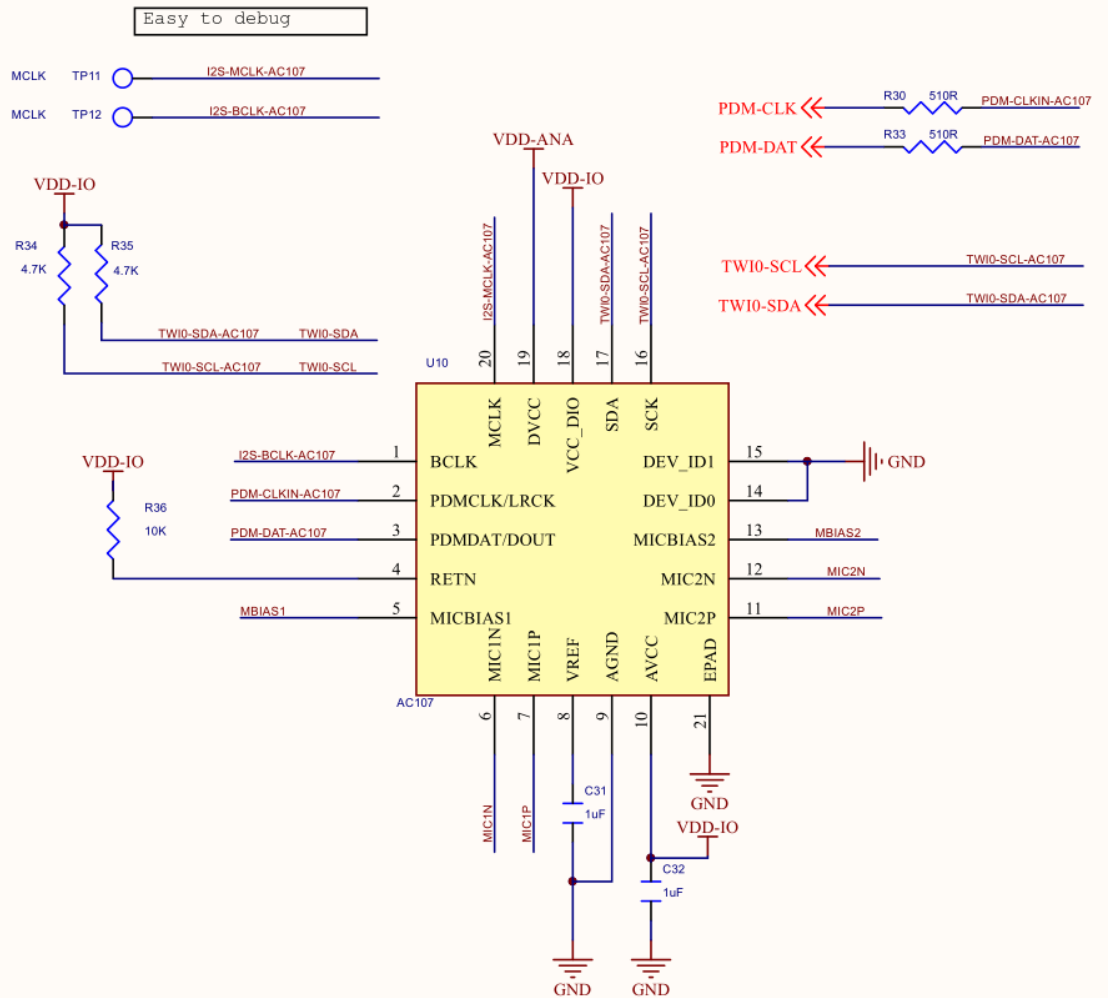 Easy to debug
MCLK TP11 I2S-MCLK-AC107
MCLK TP12 I2S-BCLK-AC107
PDM-CLK R30 510R PDM-CLKIN-AC107
PDM-DAT R33 510R PDM-DAT-AC107
VDD-ANA
VDD-IO
VDD-IO
R34 4.7K
R35 4.7K
TWI0-SDA-AC107 TWI0-SDA
TWI0-SCL-AC107 TWI0-SCL
TWI0-SCL TWI0-SCL-AC107
TWI0-SDA TWI0-SDA-AC107
I2S-MCLK-AC107
TWI0-SDA-AC107
TWI0-SCL-AC107
U10
20 19 18 17 16
MCLK DVCC VCC_DIO SDA SCK
I2S-BCLK-AC107 1 BCLK
PDM-CLKIN-AC107 2 PDMCLK/LRCK
PDM-DAT-AC107 3 PDMDAT/DOUT
4 RETN
MBIAS1 5 MICBIAS1
VDD-IO
R36
10K
DEV_ID1 15 GND
DEV_ID0 14
MICBIAS2 13 MBIAS2
MIC2N 12 MIC2N
MIC2P 11 MIC2P
MIC1N MIC1P VREF AGND AVCC EPAD
AC107
6 7 8 9 10 21
MIC1N
MIC1P
C31
1uF
GND
VDD-IO
C32
1uF
GND
GND